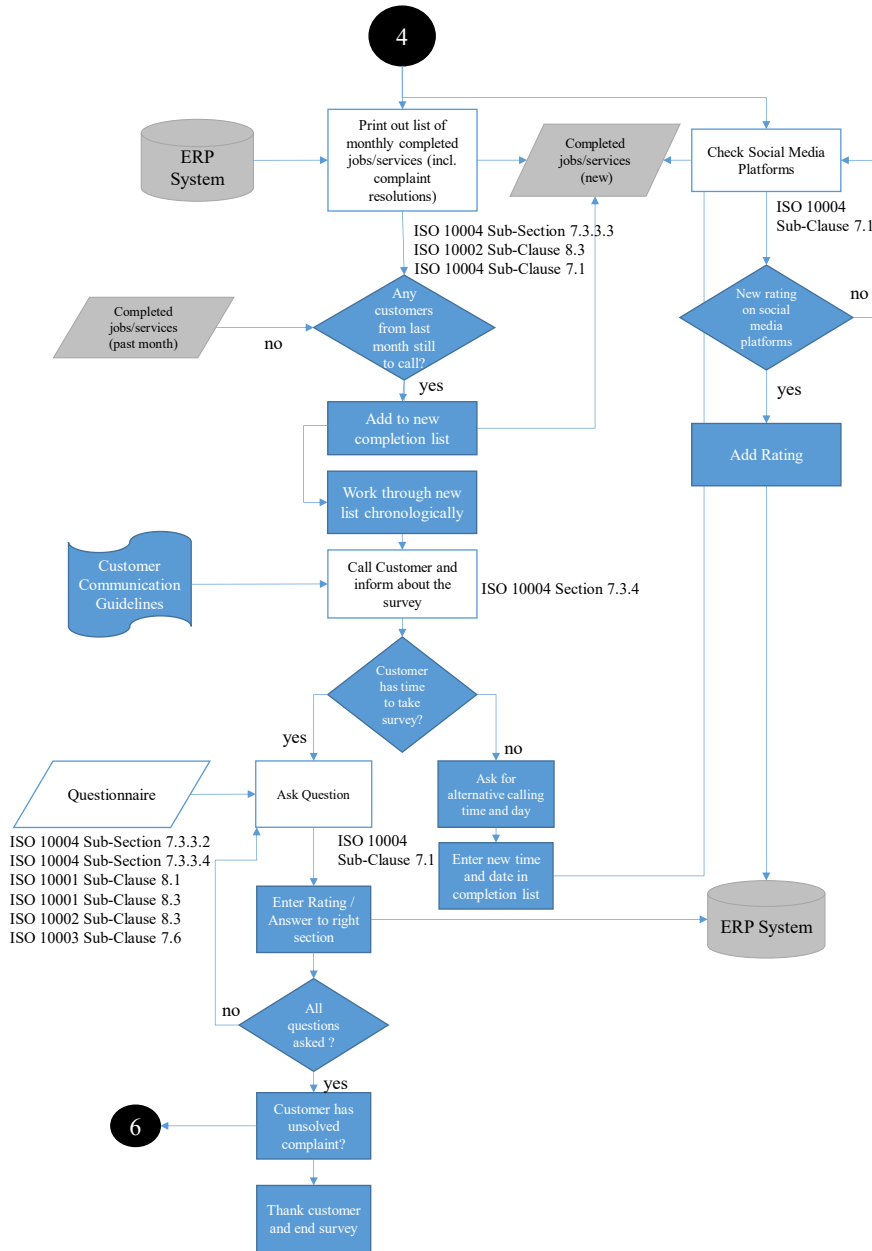 4
Print out list of
monthly completed
jobs/services (incl.
complaint
resolutions)
ERP
System
Completed
jobs/services
(new)
Check Social Media
Platforms
ISO 10004 Sub-Section 7.3.3.3
ISO 10002 Sub-Clause 8.3
ISO 10004 Sub-Clause 7.1
ISO 10004
Sub-Clause 7.1
Completed
jobs/services
(past month)
no
Any
customers
from last
month still
to call?
yes
New rating
on social
media
platforms
no
yes
Add to new
completion list
Add Rating
Work through new
list chronologically
Customer
Communication
Guidelines
Call Customer and
inform about the
survey
ISO 10004 Section 7.3.4
Customer
has time
to take
survey?
yes
no
Questionnaire
Ask Question
Ask for
alternative calling
time and day
ISO 10004 Sub-Section 7.3.3.2
ISO 10004 Sub-Section 7.3.3.4
ISO 10001 Sub-Clause 8.1
ISO 10001 Sub-Clause 8.3
ISO 10002 Sub-Clause 8.3
ISO 10003 Sub-Clause 7.6
ISO 10004
Sub-Clause 7.1
Enter new time
and date in
completion list
Enter Rating /
Answer to right
section
ERP System
no
All
questions
asked ?
yes
6
Customer has
unsolved
complaint?
Thank customer
and end survey